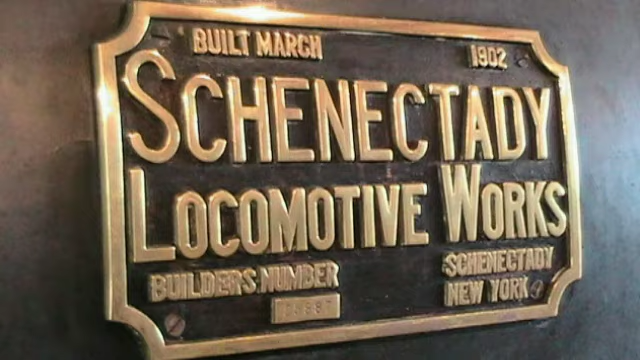 BUILT MARCH 1902
SCHENECTADY
LOCOMOTIVE WORKS
BUILDERS NUMBER
SCHENECTADY
NEW YORK